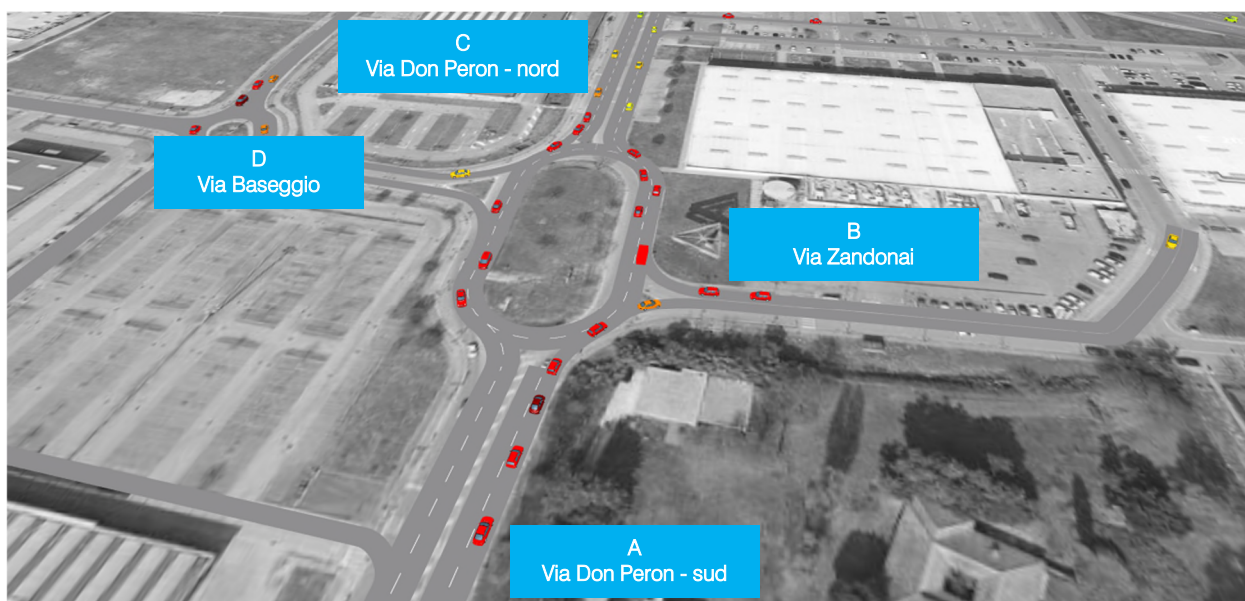 C
Via Don Peron - nord
D
Via Baseggio
B
Via Zandonai
A
Via Don Peron - sud